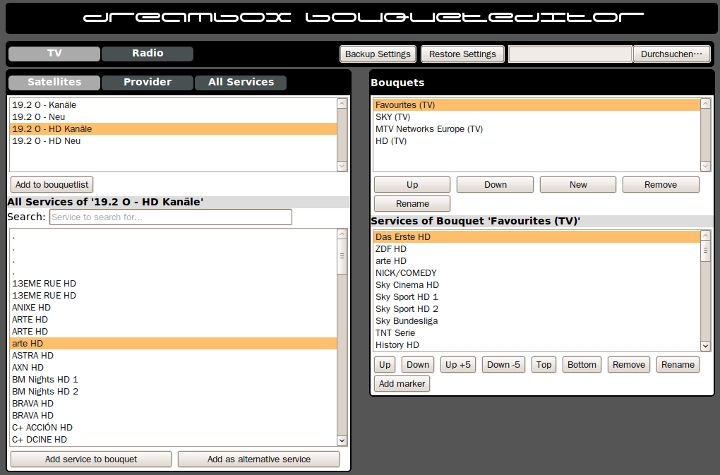 dreambox bouqueteditor
TV Radio Backup Settings Restore Settings Durchsuchen…
Satellites Provider All Services
19.2 O - Kanäle
19.2 O - Neu
19.2 O - HD Kanäle
19.2 O - HD Neu
Add to bouquetlist
All Services of '19.2 O - HD Kanäle'
Search: Service to search for...
.
.
.
.
13EME RUE HD
13EME RUE HD
ANIXE HD
ARTE HD
ARTE HD
arte HD
ASTRA HD
AXN HD
BM Nights HD 1
BM Nights HD 2
BRAVA HD
BRAVA HD
C+ ACCIÓN HD
C+ DCINE HD
Add service to bouquet Add as alternative service
Bouquets
Favourites (TV)
SKY (TV)
MTV Networks Europe (TV)
HD (TV)
Up Down New Remove
Rename
Services of Bouquet 'Favourites (TV)'
Das Erste HD
ZDF HD
arte HD
NICK/COMEDY
Sky Cinema HD
Sky Sport HD 1
Sky Sport HD 2
Sky Bundesliga
TNT Serie
History HD
Up Down Up +5 Down -5 Top Bottom Remove Rename
Add marker